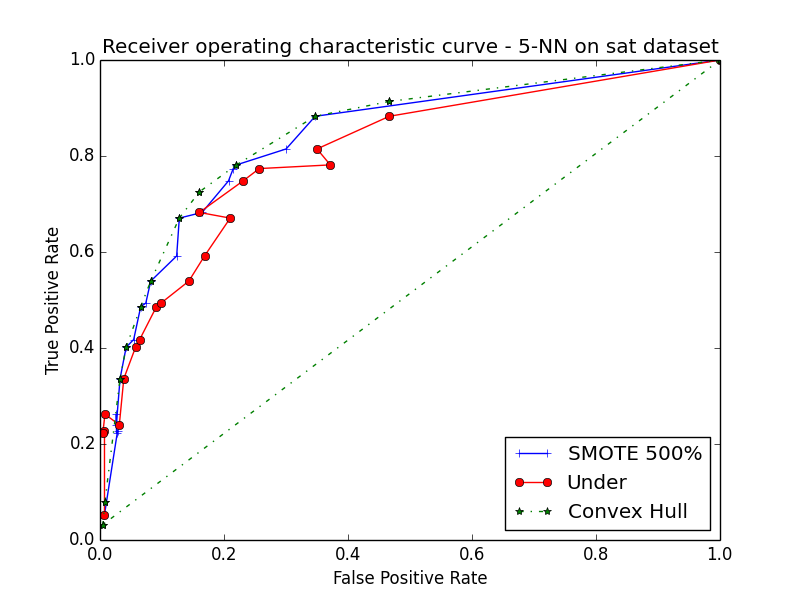 Receiver operating characteristic curve - 5-NN on sat dataset
1.0
0.8
0.6
0.4
0.2
0.0
True Positive Rate
SMOTE 500%
Under
Convex Hull
0.0 0.2 0.4 0.6 0.8 1.0
False Positive Rate